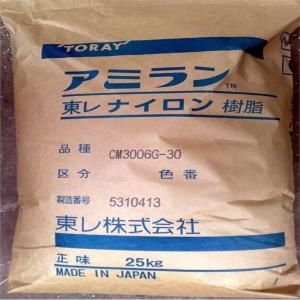 TORAY
アミラン™
東レ ナイロン 樹脂
品種 CM3006G-30
区分 色番
製造番号 5310413
東レ株式会社
正味 25kg
MADE IN JAPAN